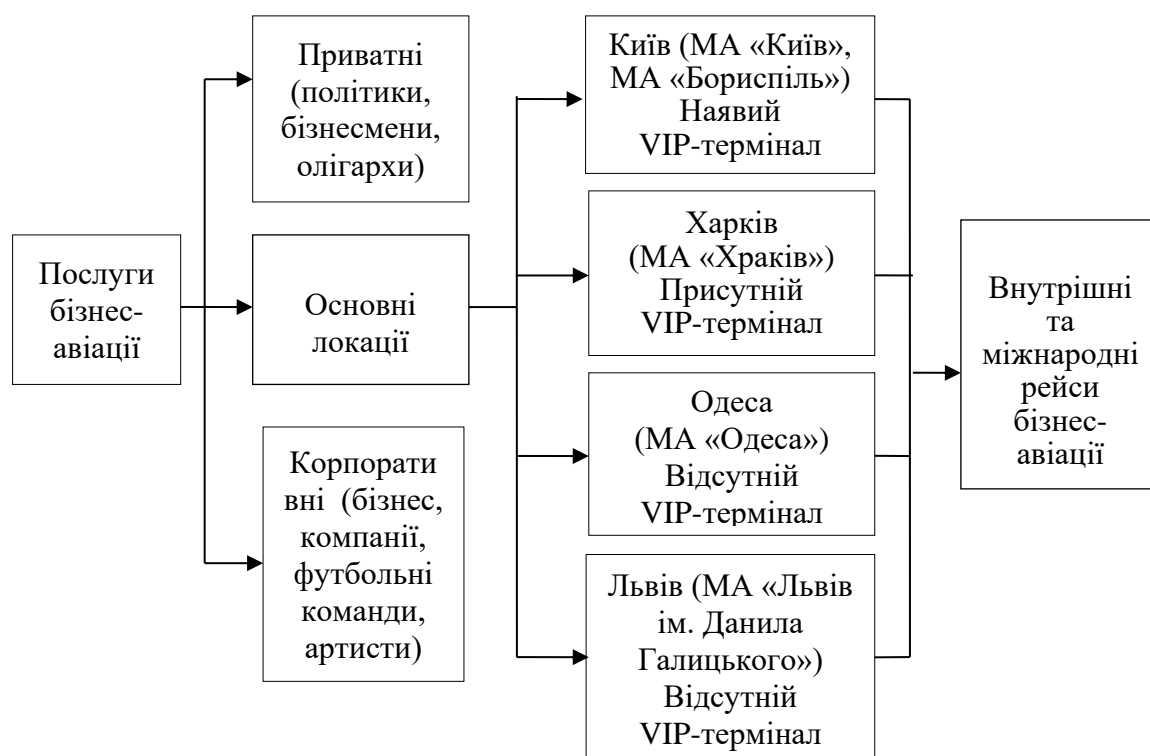 Послуги
бізнес-
авіації
Приватні
(політики,
бізнесмени,
олігархи)
Основні
локації
Корпорати
вні (бізнес,
компанії,
футбольні
команди,
артисти)
Київ (МА «Київ»,
МА «Бориспіль»)
Наявий
VIP-термінал
Харків
(МА «Храків»)
Присутній
VIP-термінал
Одеса
(МА «Одеса»)
Відсутній
VIP-термінал
Львів (МА «Львів
ім. Данила
Галицького»)
Відсутній
VIP-термінал
Внутрішні
та
міжнародні
рейси
бізнес-
авіації